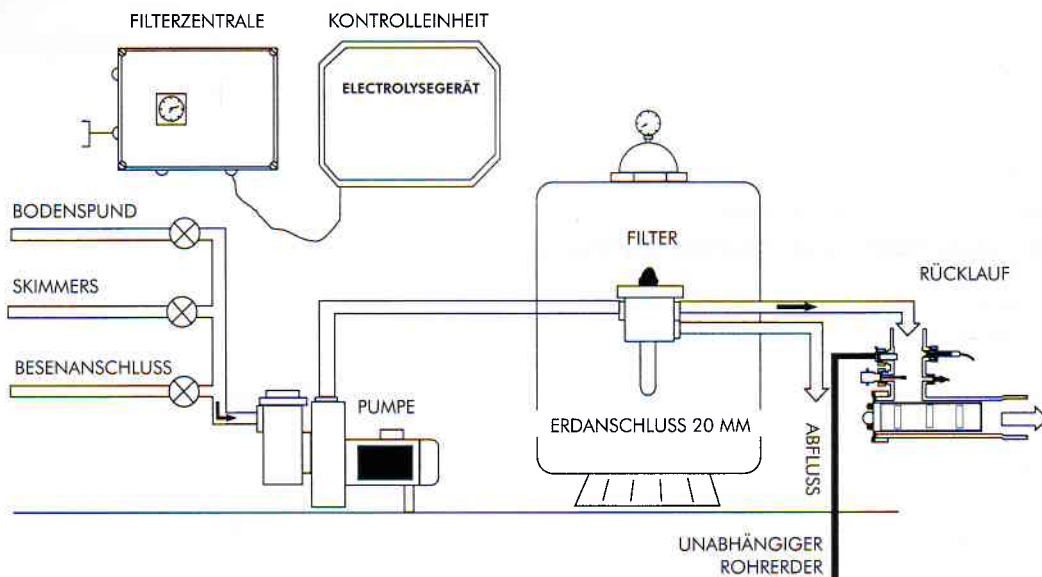 FILTERZENTRALE
KONTROLLEINHEIT
ELECTROLYSEGERÄT
BODENSPUND
FILTER
SKIMMERS
RÜCKLAUF
BESENANSCHLUSS
PUMPE
ERDANSCHLUSS 20 MM
ABFLUSS
UNABHÄNGIGER
ROHRERDER